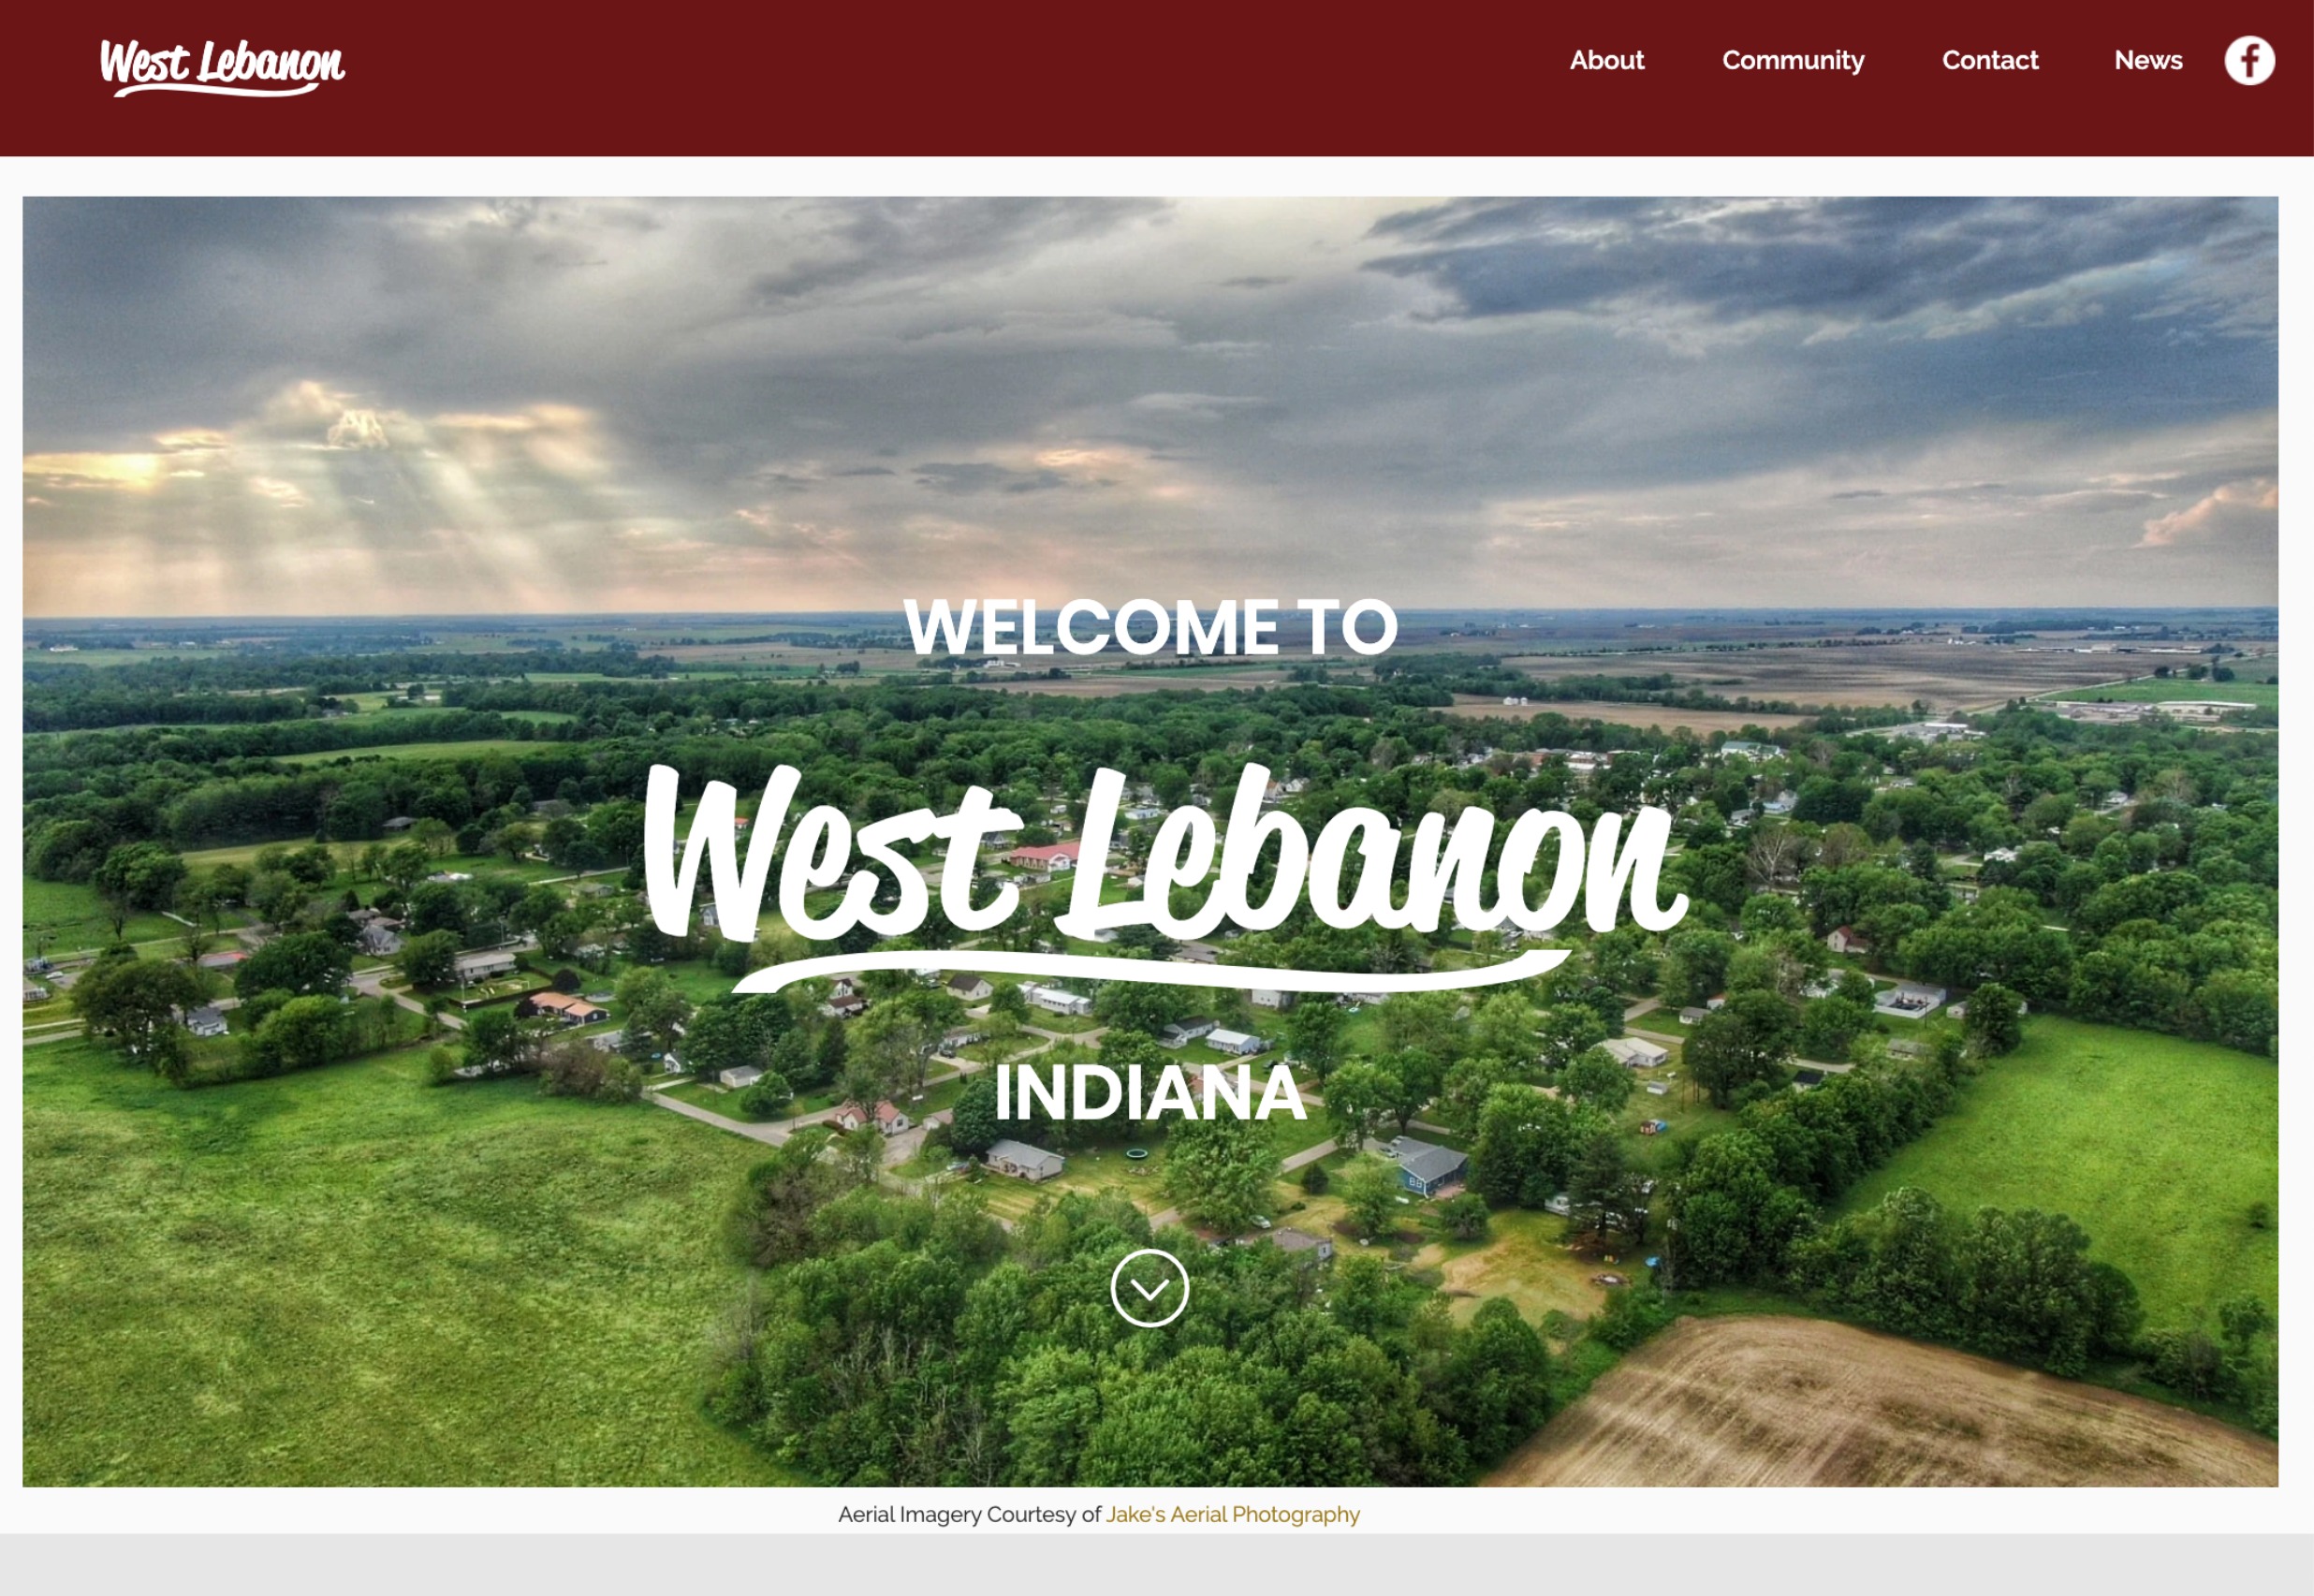 West Lebanon
About Community Contact News
WELCOME TO
West Lebanon
INDIANA
Aerial Imagery Courtesy of Jake's Aerial Photography